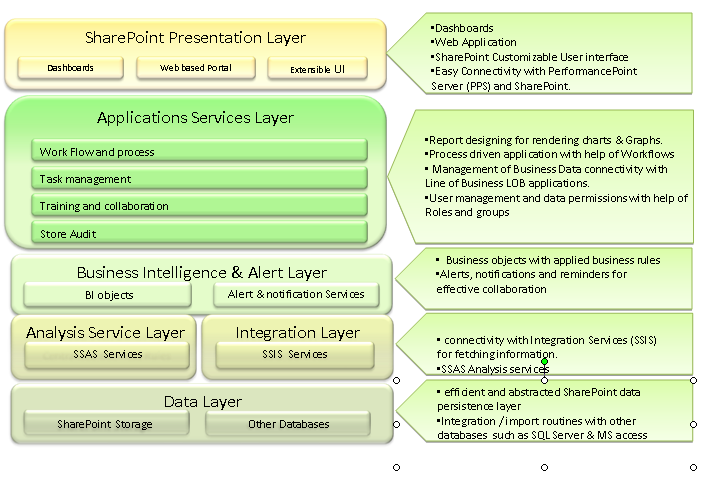 SharePoint Presentation Layer
Dashboards
Web based Portal
Extensible UI
•Dashboards
•Web Application
•SharePoint Customizable User interface
•Easy Connectivity with PerformancePoint
Server (PPS) and SharePoint.
Applications Services Layer
Work Flow and process
Task management
Training and collaboration
Store Audit
•Report designing for rendering charts & Graphs.
•Process driven application with help of Workflows
• Management of Business Data connectivity with
Line of Business LOB applications.
•User management and data permissions with help of
Roles and groups
Business Intelligence & Alert Layer
BI objects
Alert & notification Services
• Business objects with applied business rules
•Alerts, notifications and reminders for
effective collaboration
Analysis Service Layer
SSAS Services
Integration Layer
SSIS Services
• connectivity with Integration Services (SSIS)
for fetching information.
•SSAS Analysis services
Data Layer
SharePoint Storage
Other Databases
• efficient and abstracted SharePoint data
persistence layer
•Integration / import routines with other
databases such as SQL Server & MS access